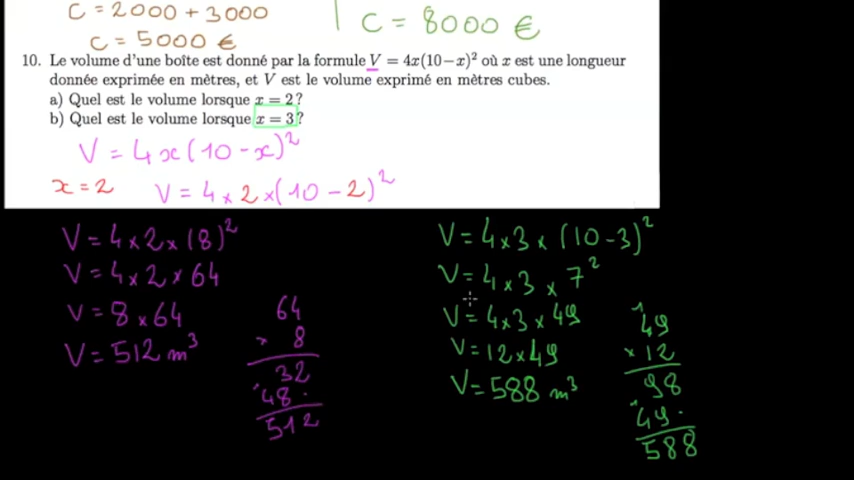 C = 2000 + 3000
C = 5000 €
C = 8000 €
10. Le volume d'une boîte est donné par la formule V = 4x(10−x)² où x est une longueur
donnée exprimée en mètres, et V est le volume exprimé en mètres cubes.
a) Quel est le volume lorsque x = 2?
b) Quel est le volume lorsque x = 3?
V = 4x(10-x)²
x = 2 V = 4 × 2 × (10 - 2)²
V = 4 × 2 × (8)²
V = 4 × 2 × 64
V = 8 × 64
V = 512 m³
64
× 8
32
48 .
512
V = 4 × 3 × (10-3)²
V = 4 × 3 × 7²
V = 4 × 3 × 49
V = 12 × 49
V = 588 m³
49
× 12
98
49 .
588